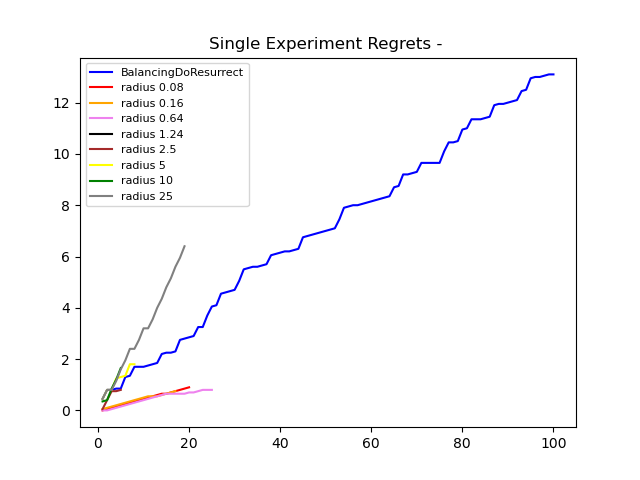 Single Experiment Regrets -
BalancingDoResurrect
radius 0.08
radius 0.16
radius 0.64
radius 1.24
radius 2.5
radius 5
radius 10
radius 25
12
10
8
6
4
2
0
0 20 40 60 80 100